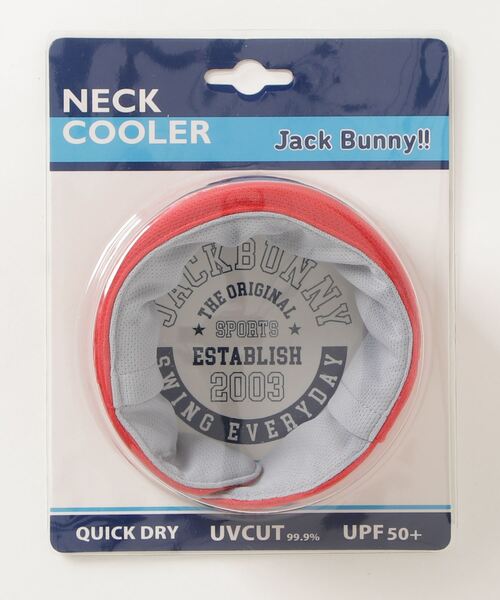 NECK
COOLER
Jack Bunny!!
JACKBUNNY
THE ORIGINAL
★ SPORTS ★
ESTABLISH
2003
SWING EVERYDAY
QUICK DRY UVCUT 99.9% UPF 50+